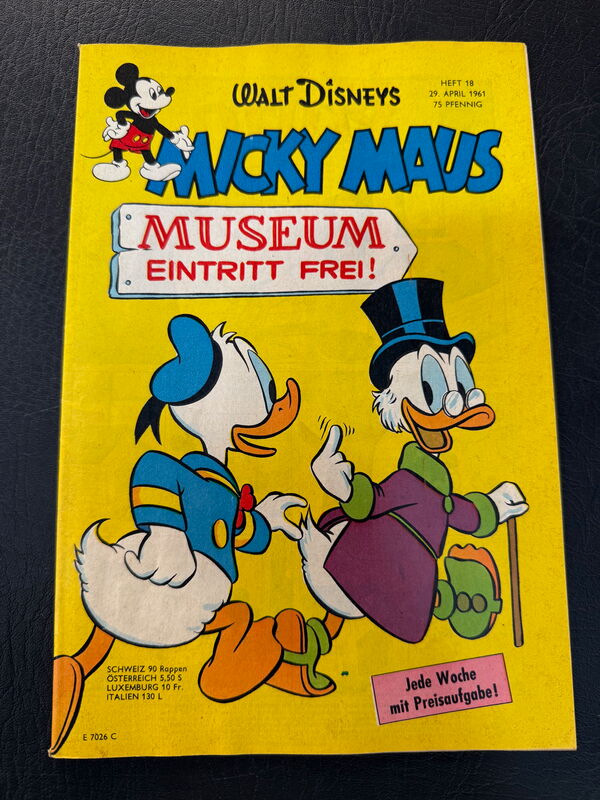 WALT DISNEYS
HEFT 18
29. APRIL 1961
75 PFENNIG
MICKY MAUS
MUSEUM
EINTRITT FREI!
SCHWEIZ 90 Rappen
ÖSTERREICH 5,50 S
LUXEMBURG 10 Fr.
ITALIEN 130 L
Jede Woche
mit Preisaufgabe!
E 7026 C